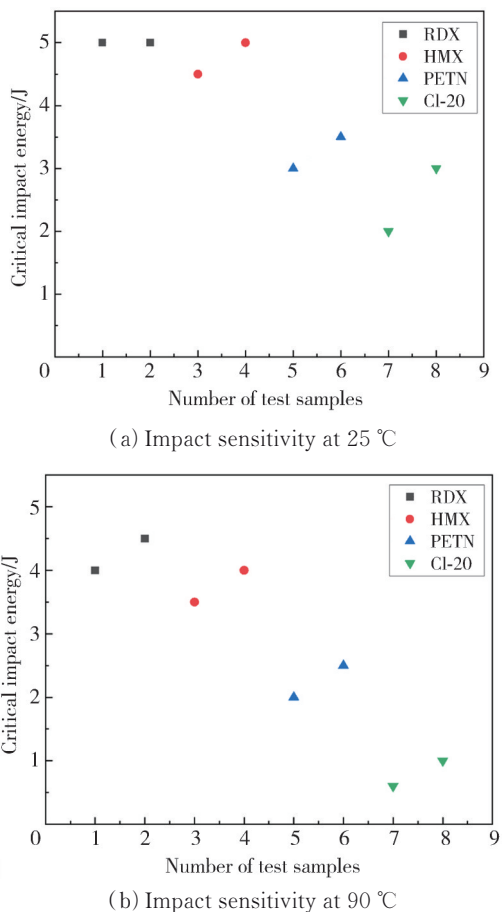 RDX
HMX
PETN
Cl-20
Critical impact energy/J
5
4
3
2
1
0
1 2 3 4 5 6 7 8 9
Number of test samples
(a) Impact sensitivity at 25 ℃
RDX
HMX
PETN
Cl-20
Critical impact energy/J
5
4
3
2
1
0
1 2 3 4 5 6 7 8 9
Number of test samples
(b) Impact sensitivity at 90 ℃